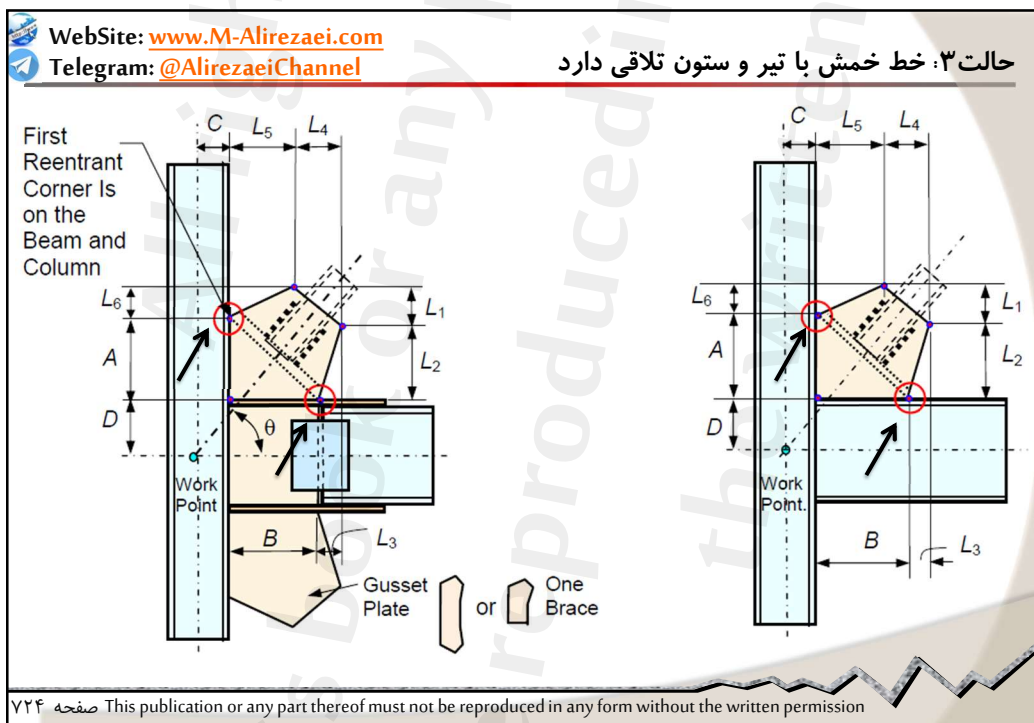 WebSite: www.M-Alirezaei.com
Telegram: @AlirezaeiChannel
حالت۳: خط خمش با تیر و ستون تلاقی دارد
First
Reentrant
Corner Is
on the
Beam and
Column
C L5 L4
L6
A
D
L1
L2
θ
Work
Point
B
L3
Gusset
Plate
or
One
Brace
C L5 L4
L6
A
D
L1
L2
Work
Point.
B
L3
صفحه ۷۲۴ This publication or any part thereof must not be reproduced in any form without the written permission